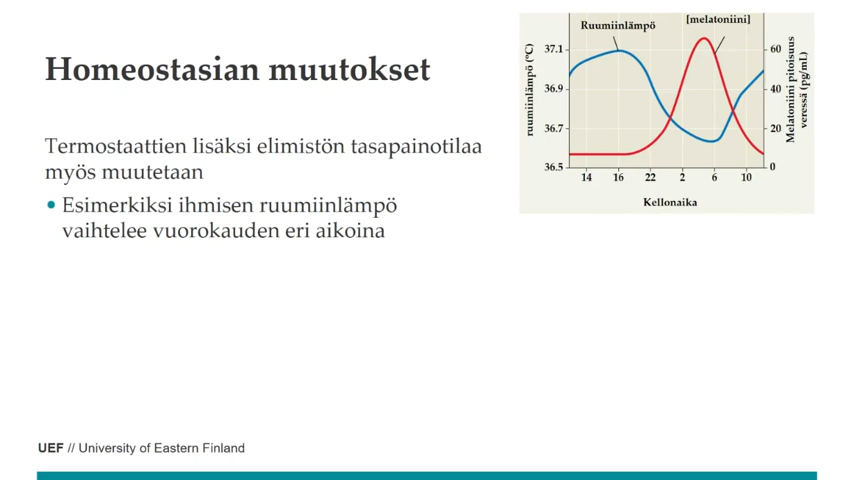 Homeostasian muutokset
Termostaattien lisäksi elimistön tasapainotilaa
myös muutetaan
• Esimerkiksi ihmisen ruumiinlämpö
vaihtelee vuorokauden eri aikoina
Ruumiinlämpö
[melatoniini]
ruumiinlämpö (°C)
37.1
36.9
36.7
36.5
60
40
20
0
Melatoniini pitoisuus
veressä (pg/mL)
14 16 22 2 6 10
Kellonaika
UEF // University of Eastern Finland